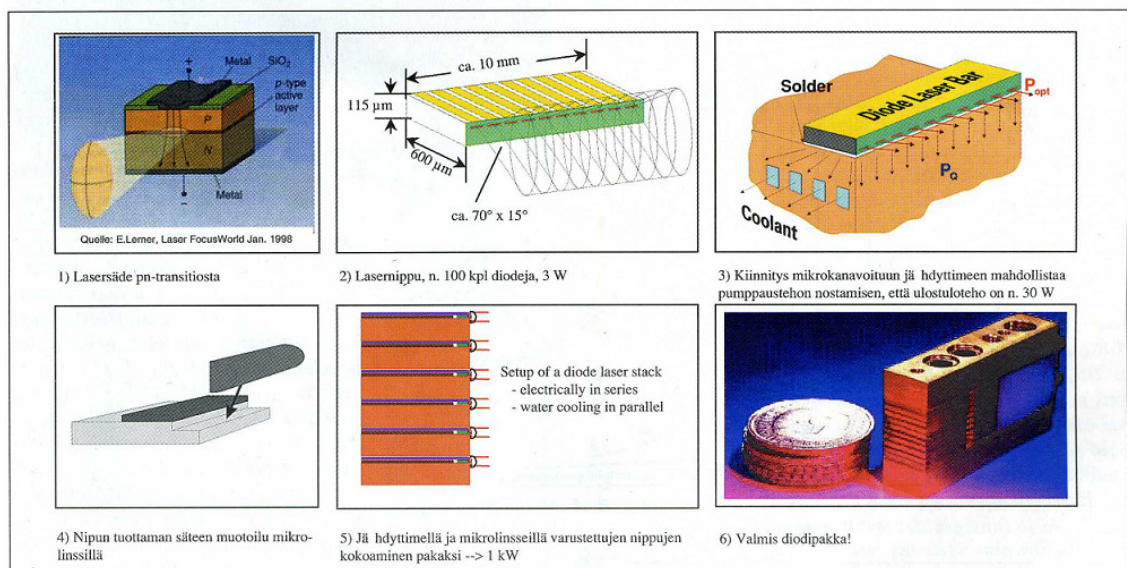 +
Metal
SiO₂
p-type
active
layer
P
N
Metal
−
Quelle: E.Lerner, Laser FocusWorld Jan. 1998
1) Lasersäde pn-transitiosta
ca. 10 mm
115 µm
600 µm
ca. 70° x 15°
2) Lasernippu, n. 100 kpl diodeja, 3 W
Solder
Diode Laser Bar
Popt
PQ
Coolant
3) Kiinnitys mikrokanavoituun jä hdyttimeen mahdollistaa
pumppaustehon nostamisen, että ulostuloteho on n. 30 W
4) Nipun tuottaman säteen muotoilu mikro-
linssillä
Setup of a diode laser stack
- electrically in series
- water cooling in parallel
5) Jä hdyttimellä ja mikrolinsseillä varustettujen nippujen
kokoaminen pakaksi --> 1 kW
6) Valmis diodipakka!